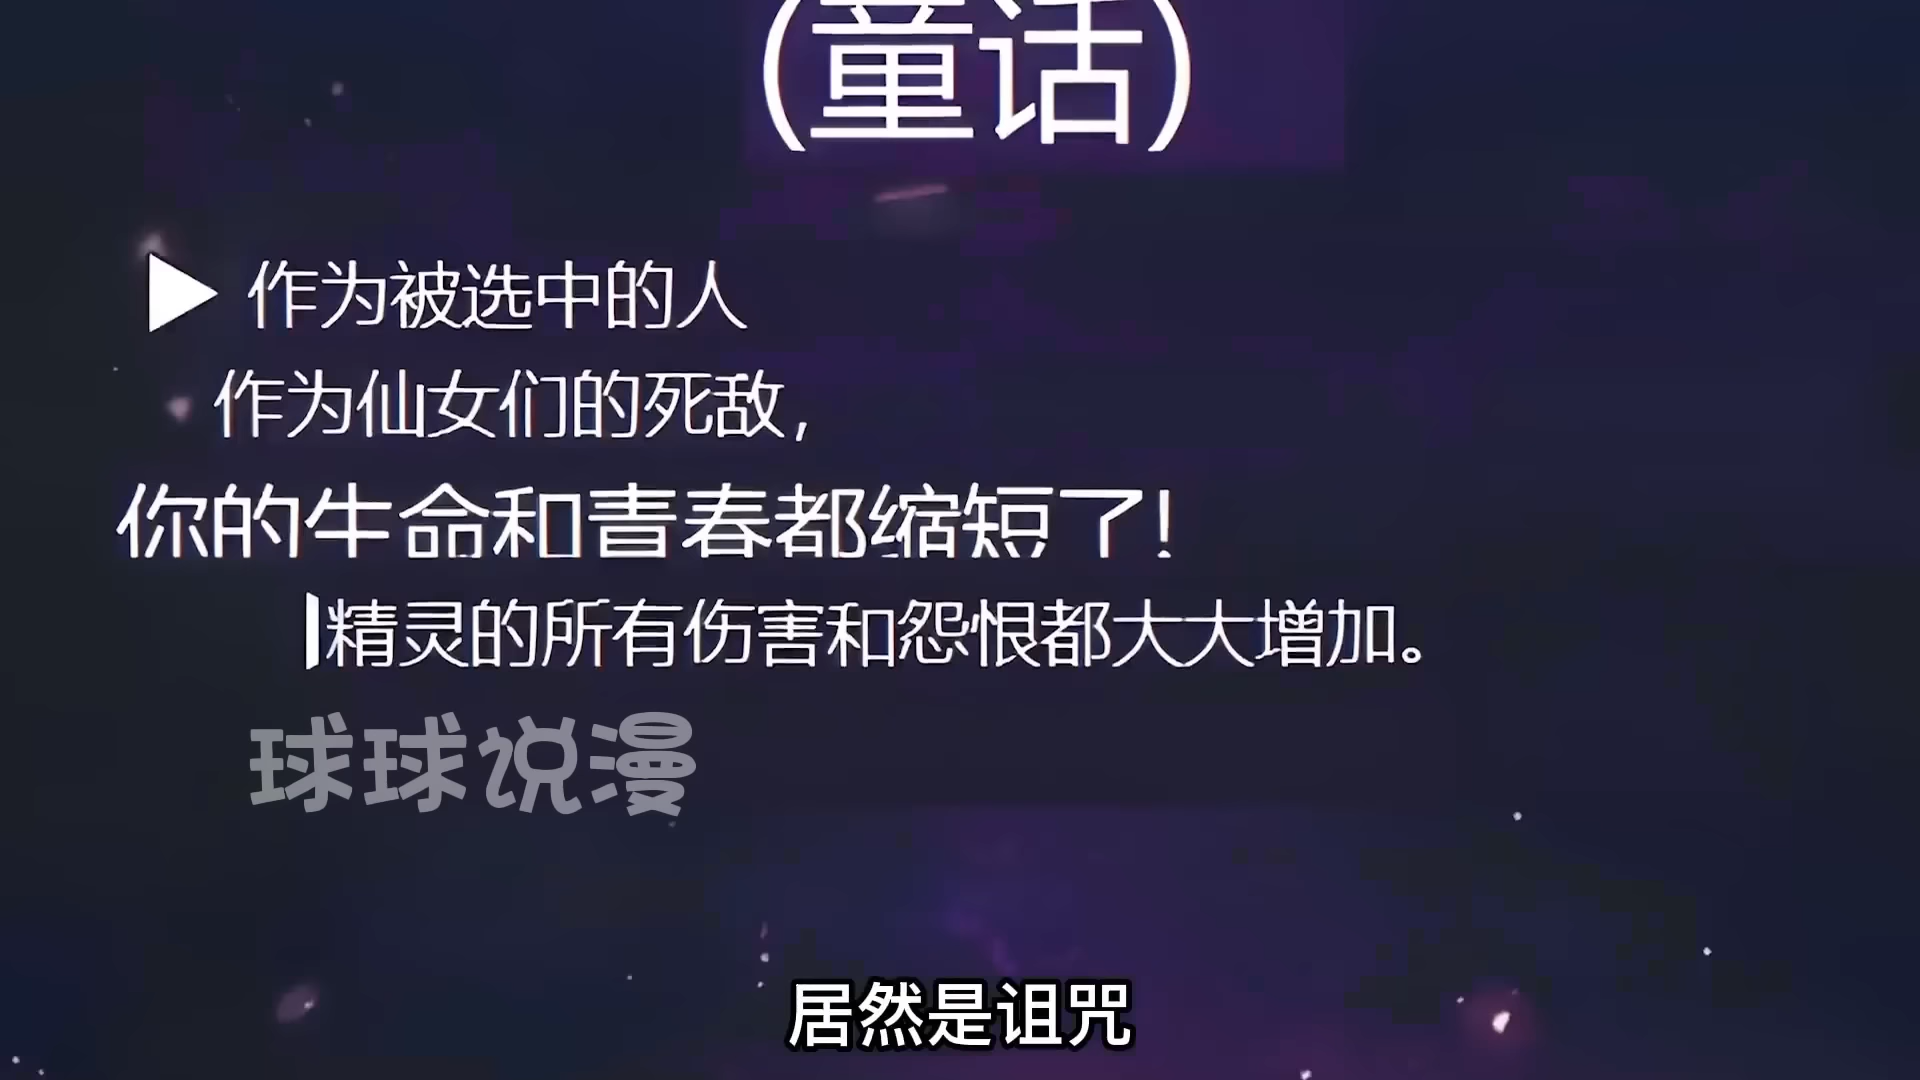 (童话)
▶ 作为被选中的人
作为仙女们的死敌，
你的生命和青春都缩短了！
精灵的所有伤害和怨恨都大大增加。
球球说漫
居然是诅咒